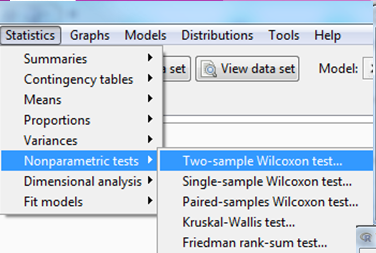 Statistics Graphs Models Distributions Tools Help
Summaries
Contingency tables
a set View data set Model:
Means
Proportions
Variances
Nonparametric tests Two-sample Wilcoxon test...
Dimensional analysis Single-sample Wilcoxon test...
Fit models Paired-samples Wilcoxon test...
Kruskal-Wallis test...
Friedman rank-sum test...